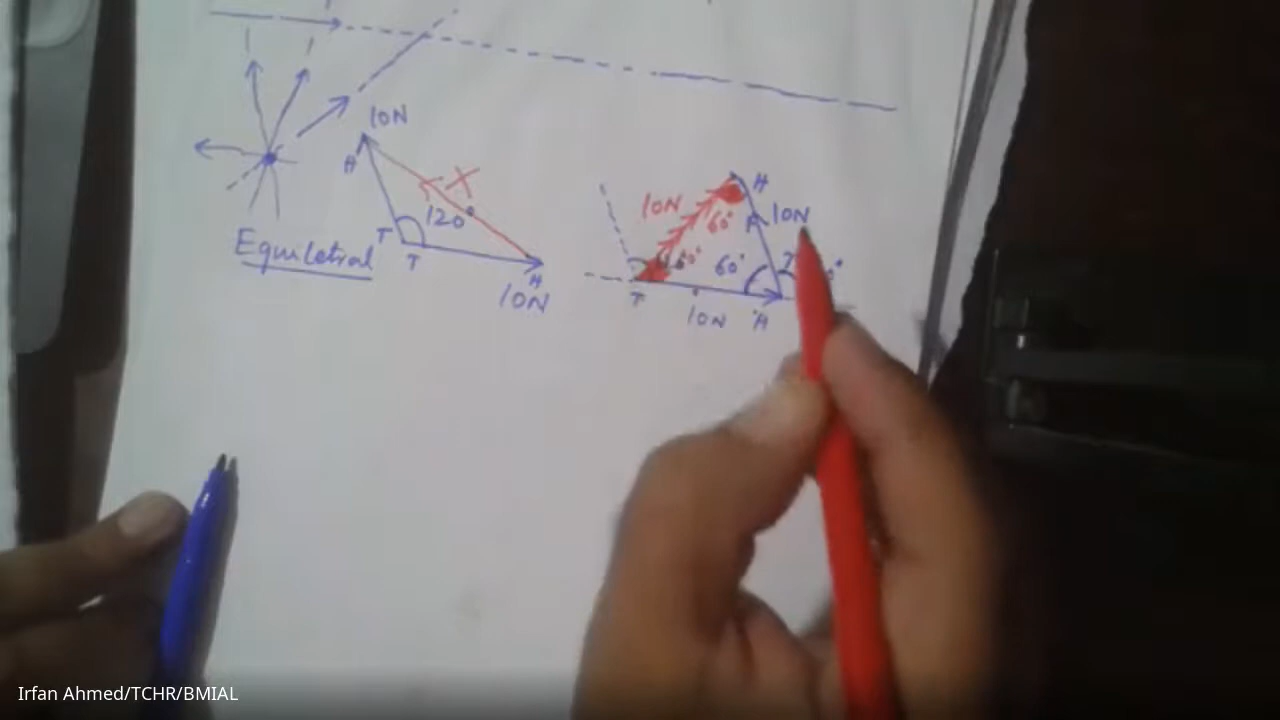 10N
H
X
120°
T
T
H
10N
Equiletral
10N
H
10N
60°
60°
60°
T
10N
H
Irfan Ahmed/TCHR/BMIAL